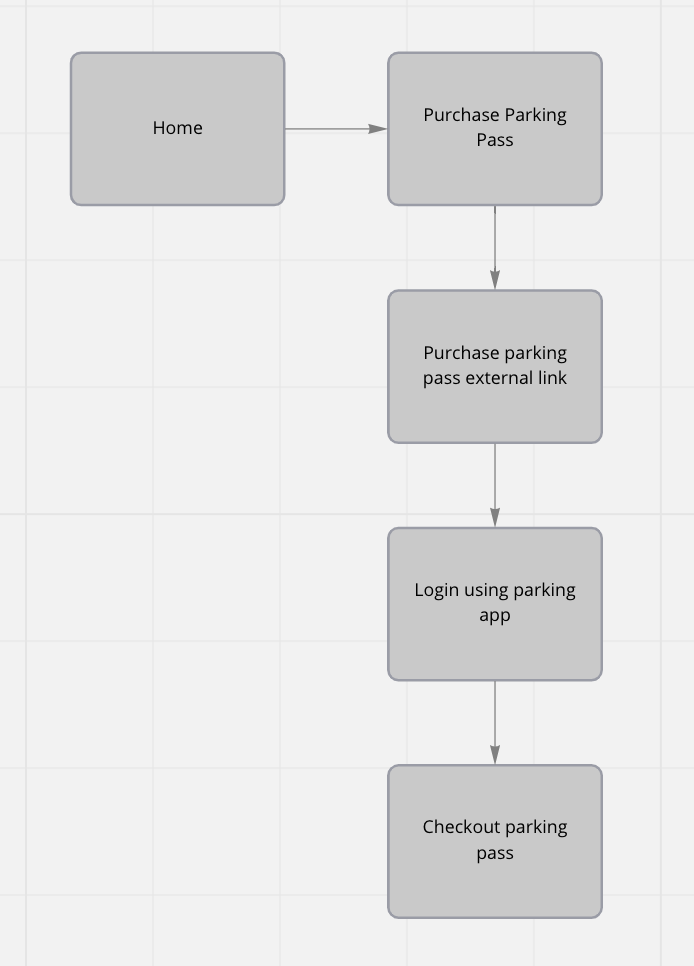 Home
Purchase Parking
Pass
Purchase parking
pass external link
Login using parking
app
Checkout parking
pass